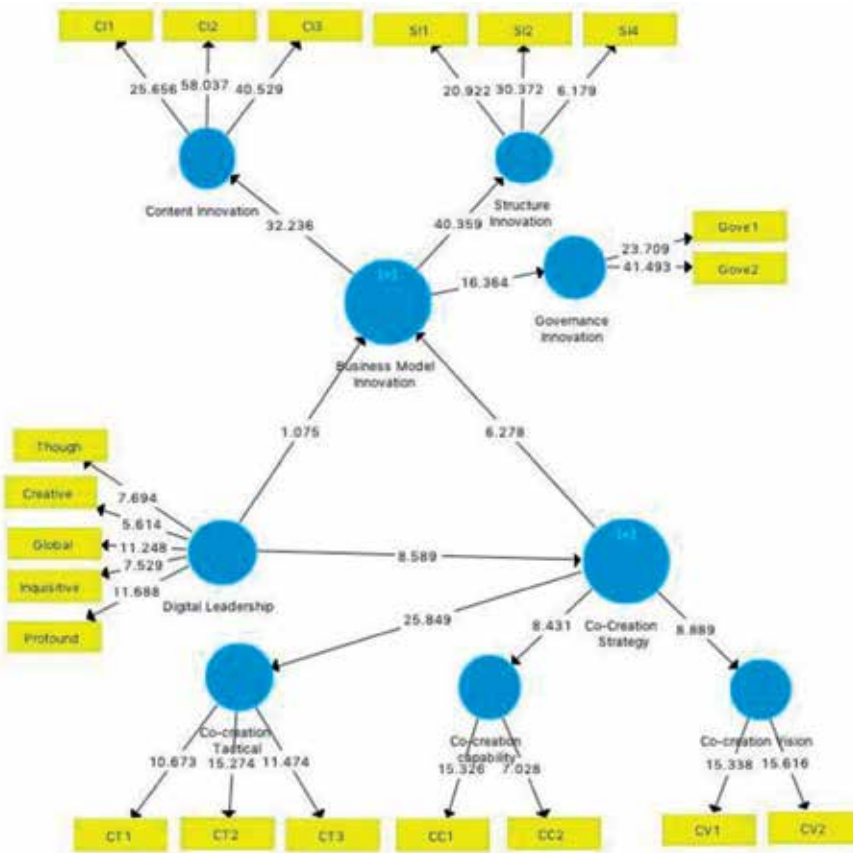 CI1
CI2
CI3
SI1
SI2
SI4
25.656
58.037
40.529
20.922
30.372
6.179
Content Innovation
Structure
Innovation
32.236
40.359
Gove1
23.709
41.493
Gove2
16.364
[+]
Governance
Innovation
Business Model
Innovation
1.075
6.278
Though
Creative
Global
Inquisitive
Profound
7.694
5.614
11.248
7.529
11.688
Digital Leadership
8.589
[+]
Co-Creation
Strategy
25.849
8.431
8.889
Co-creation
Tactical
Co-creation
capability
Co-creation Vision
10.673
15.274
11.474
15.326
7.028
15.338
15.616
CT1
CT2
CT3
CC1
CC2
CV1
CV2